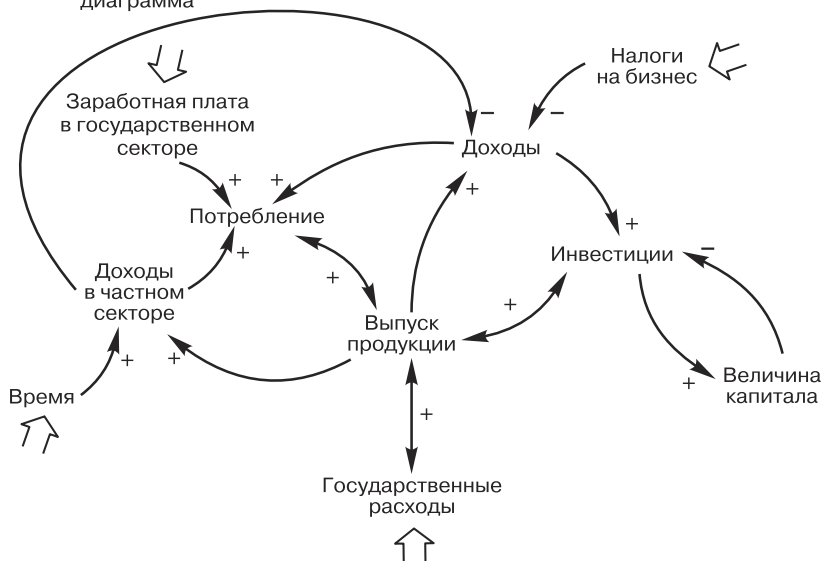 диаграмма
Налоги
на бизнес
Заработная плата
в государственном
секторе
Доходы
Потребление
Инвестиции
Доходы
в частном
секторе
Выпуск
продукции
Время
Величина
капитала
Государственные
расходы